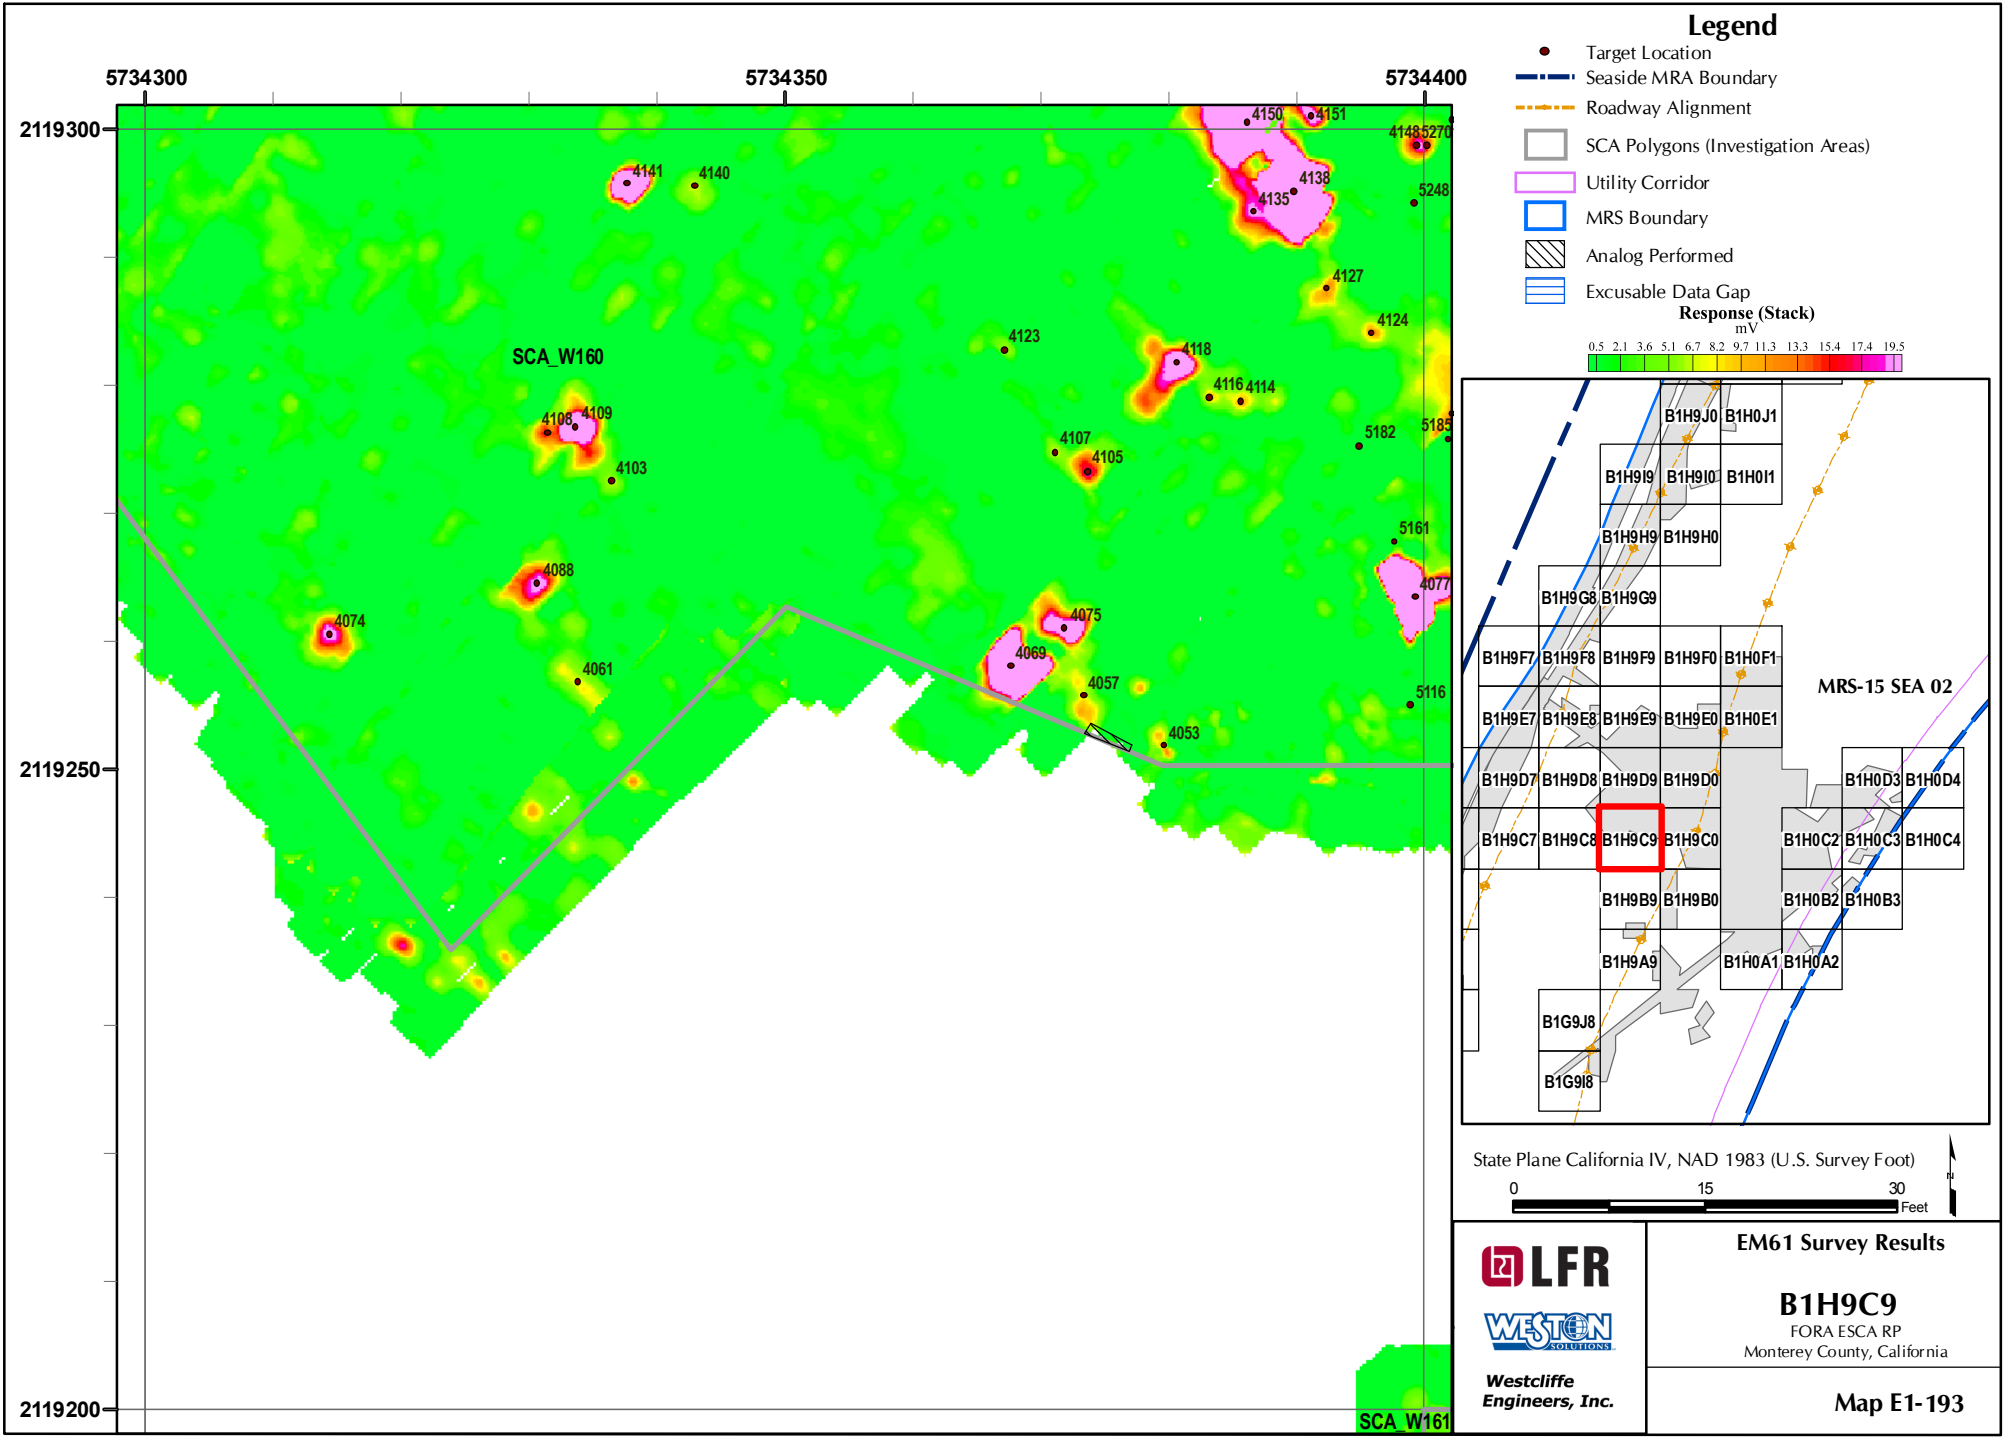 Legend
Target Location
Seaside MRA Boundary
Roadway Alignment
SCA Polygons (Investigation Areas)
Utility Corridor
MRS Boundary
Analog Performed
Excusable Data Gap
Response (Stack)
mV
0.5 2.1 3.6 5.1 6.7 8.2 9.7 11.3 13.3 15.4 17.4 19.5
5734300 5734350 5734400
2119300
2119250
2119200
4150 4151
4148 5270
4141 4140 4138
4135 5248
4127
4124
4123
SCA_W160
4118
4116 4114
4108 4109
4107 5182 5185
4103 4105
5161
4088
4077
4074 4075
4069
4061 4057
5116
4053
SCA_W161
B1H9J0 B1H0J1
B1H9I9 B1H9I0 B1H0I1
B1H9H9 B1H9H0
B1H9G8 B1H9G9
B1H9F7 B1H9F8 B1H9F9 B1H9F0 B1H0F1
MRS-15 SEA 02
B1H9E7 B1H9E8 B1H9E9 B1H9E0 B1H0E1
B1H9D7 B1H9D8 B1H9D9 B1H9D0 B1H0D3 B1H0D4
B1H9C7 B1H9C8 B1H9C9 B1H9C0 B1H0C2 B1H0C3 B1H0C4
B1H9B9 B1H9B0 B1H0B2 B1H0B3
B1H9A9 B1H0A1 B1H0A2
B1G9J8
B1G9I8
State Plane California IV, NAD 1983 (U.S. Survey Foot)
0 15 30
Feet
N
LFR
WESTON
SOLUTIONS
Westcliffe
Engineers, Inc.
EM61 Survey Results
B1H9C9
FORA ESCA RP
Monterey County, California
Map E1-193